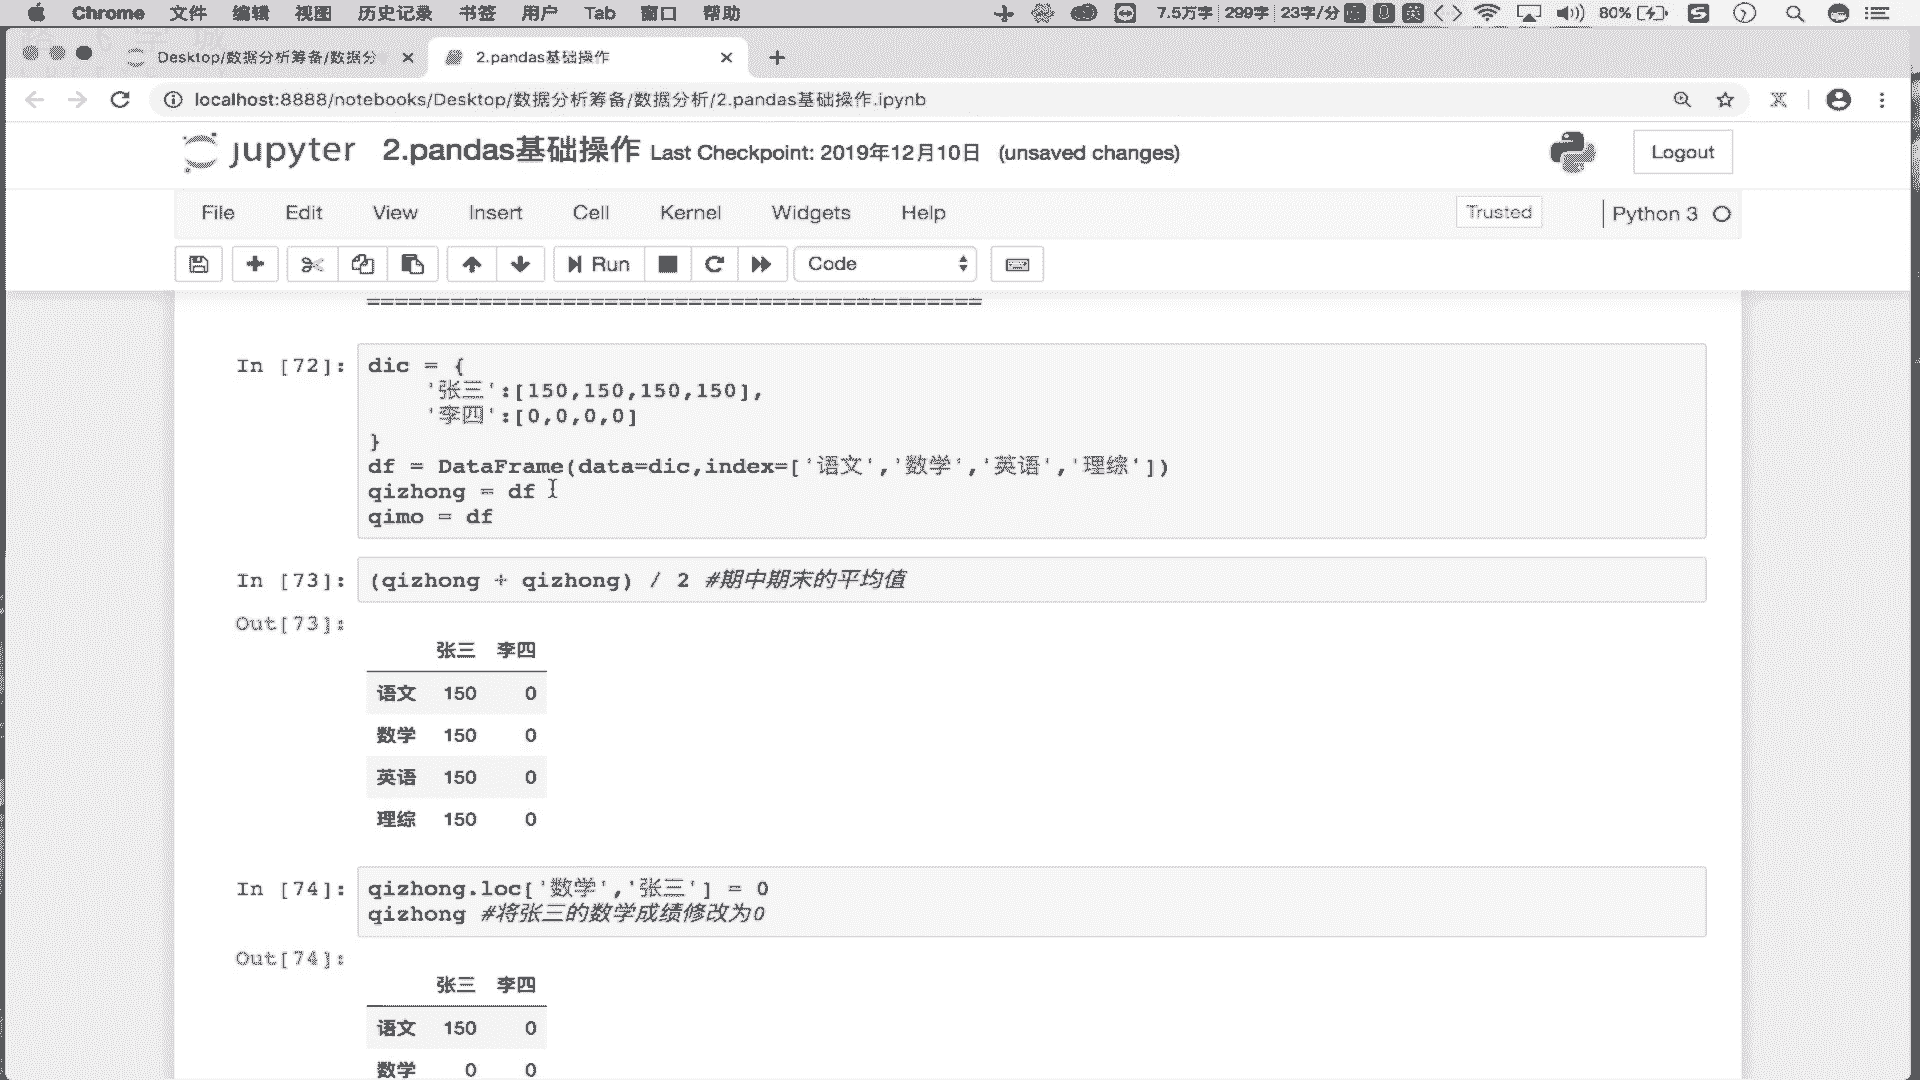 Chrome 文件 编辑 视图 历史记录 书签 用户 Tab 窗口 帮助 7.5万字 299字 23字/分 英 80%
Desktop/数据分析筹备/数据分
2.pandas基础操作
localhost:8888/notebooks/Desktop/数据分析筹备/数据分析/2.pandas基础操作.ipynb
jupyter 2.pandas基础操作 Last Checkpoint: 2019年12月10日 (unsaved changes) Logout
File Edit View Insert Cell Kernel Widgets Help Trusted Python 3
Run Code
============================================
In [72]: dic = {
'张三':[150,150,150,150],
'李四':[0,0,0,0]
}
df = DataFrame(data=dic,index=['语文','数学','英语','理综'])
qizhong = df
qimo = df
In [73]: (qizhong + qizhong) / 2 #期中期末的平均值
Out[73]:
张三 李四
语文 150 0
数学 150 0
英语 150 0
理综 150 0
In [74]: qizhong.loc['数学','张三'] = 0
qizhong #将张三的数学成绩修改为0
Out[74]:
张三 李四
语文 150 0
数学 0 0